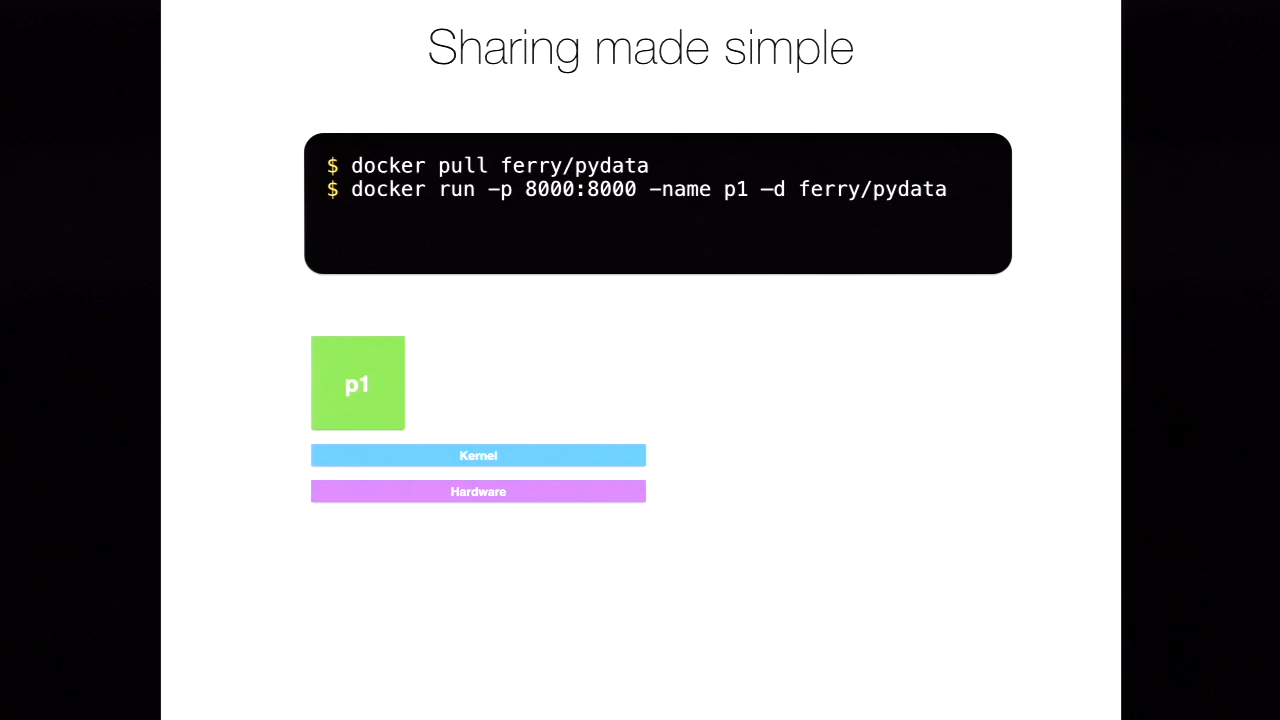 Sharing made simple
$ docker pull ferry/pydata
$ docker run -p 8000:8000 -name p1 -d ferry/pydata
p1
Kernel
Hardware